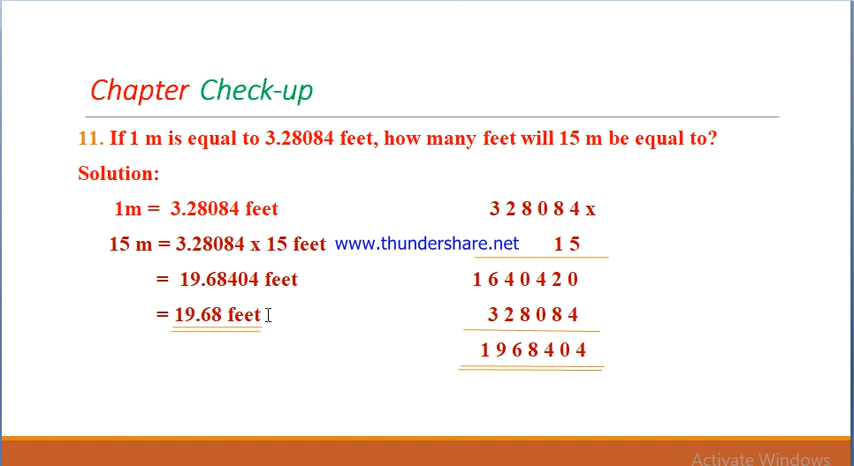 Chapter Check-up
11. If 1 m is equal to 3.28084 feet, how many feet will 15 m be equal to?
Solution:
1m = 3.28084 feet
15 m = 3.28084 x 15 feet
= 19.68404 feet
= 19.68 feet
www.thundershare.net
3 2 8 0 8 4 x
1 5
1 6 4 0 4 2 0
3 2 8 0 8 4
1 9 6 8 4 0 4
Activate Windows